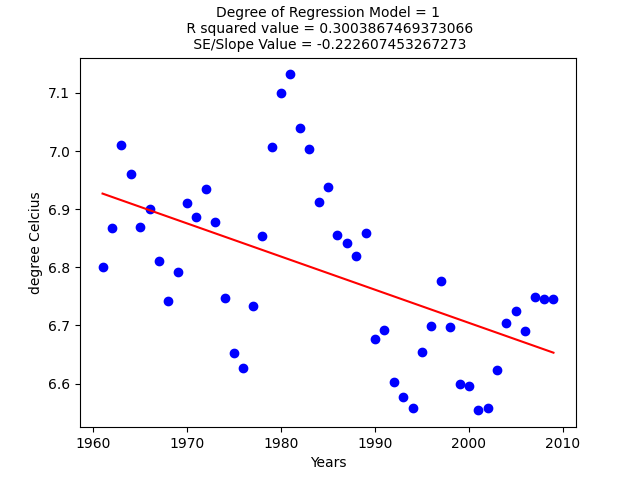 Degree of Regression Model = 1
R squared value = 0.3003867469373066
SE/Slope Value = -0.222607453267273
7.1
7.0
6.9
6.8
6.7
6.6
degree Celcius
1960 1970 1980 1990 2000 2010
Years